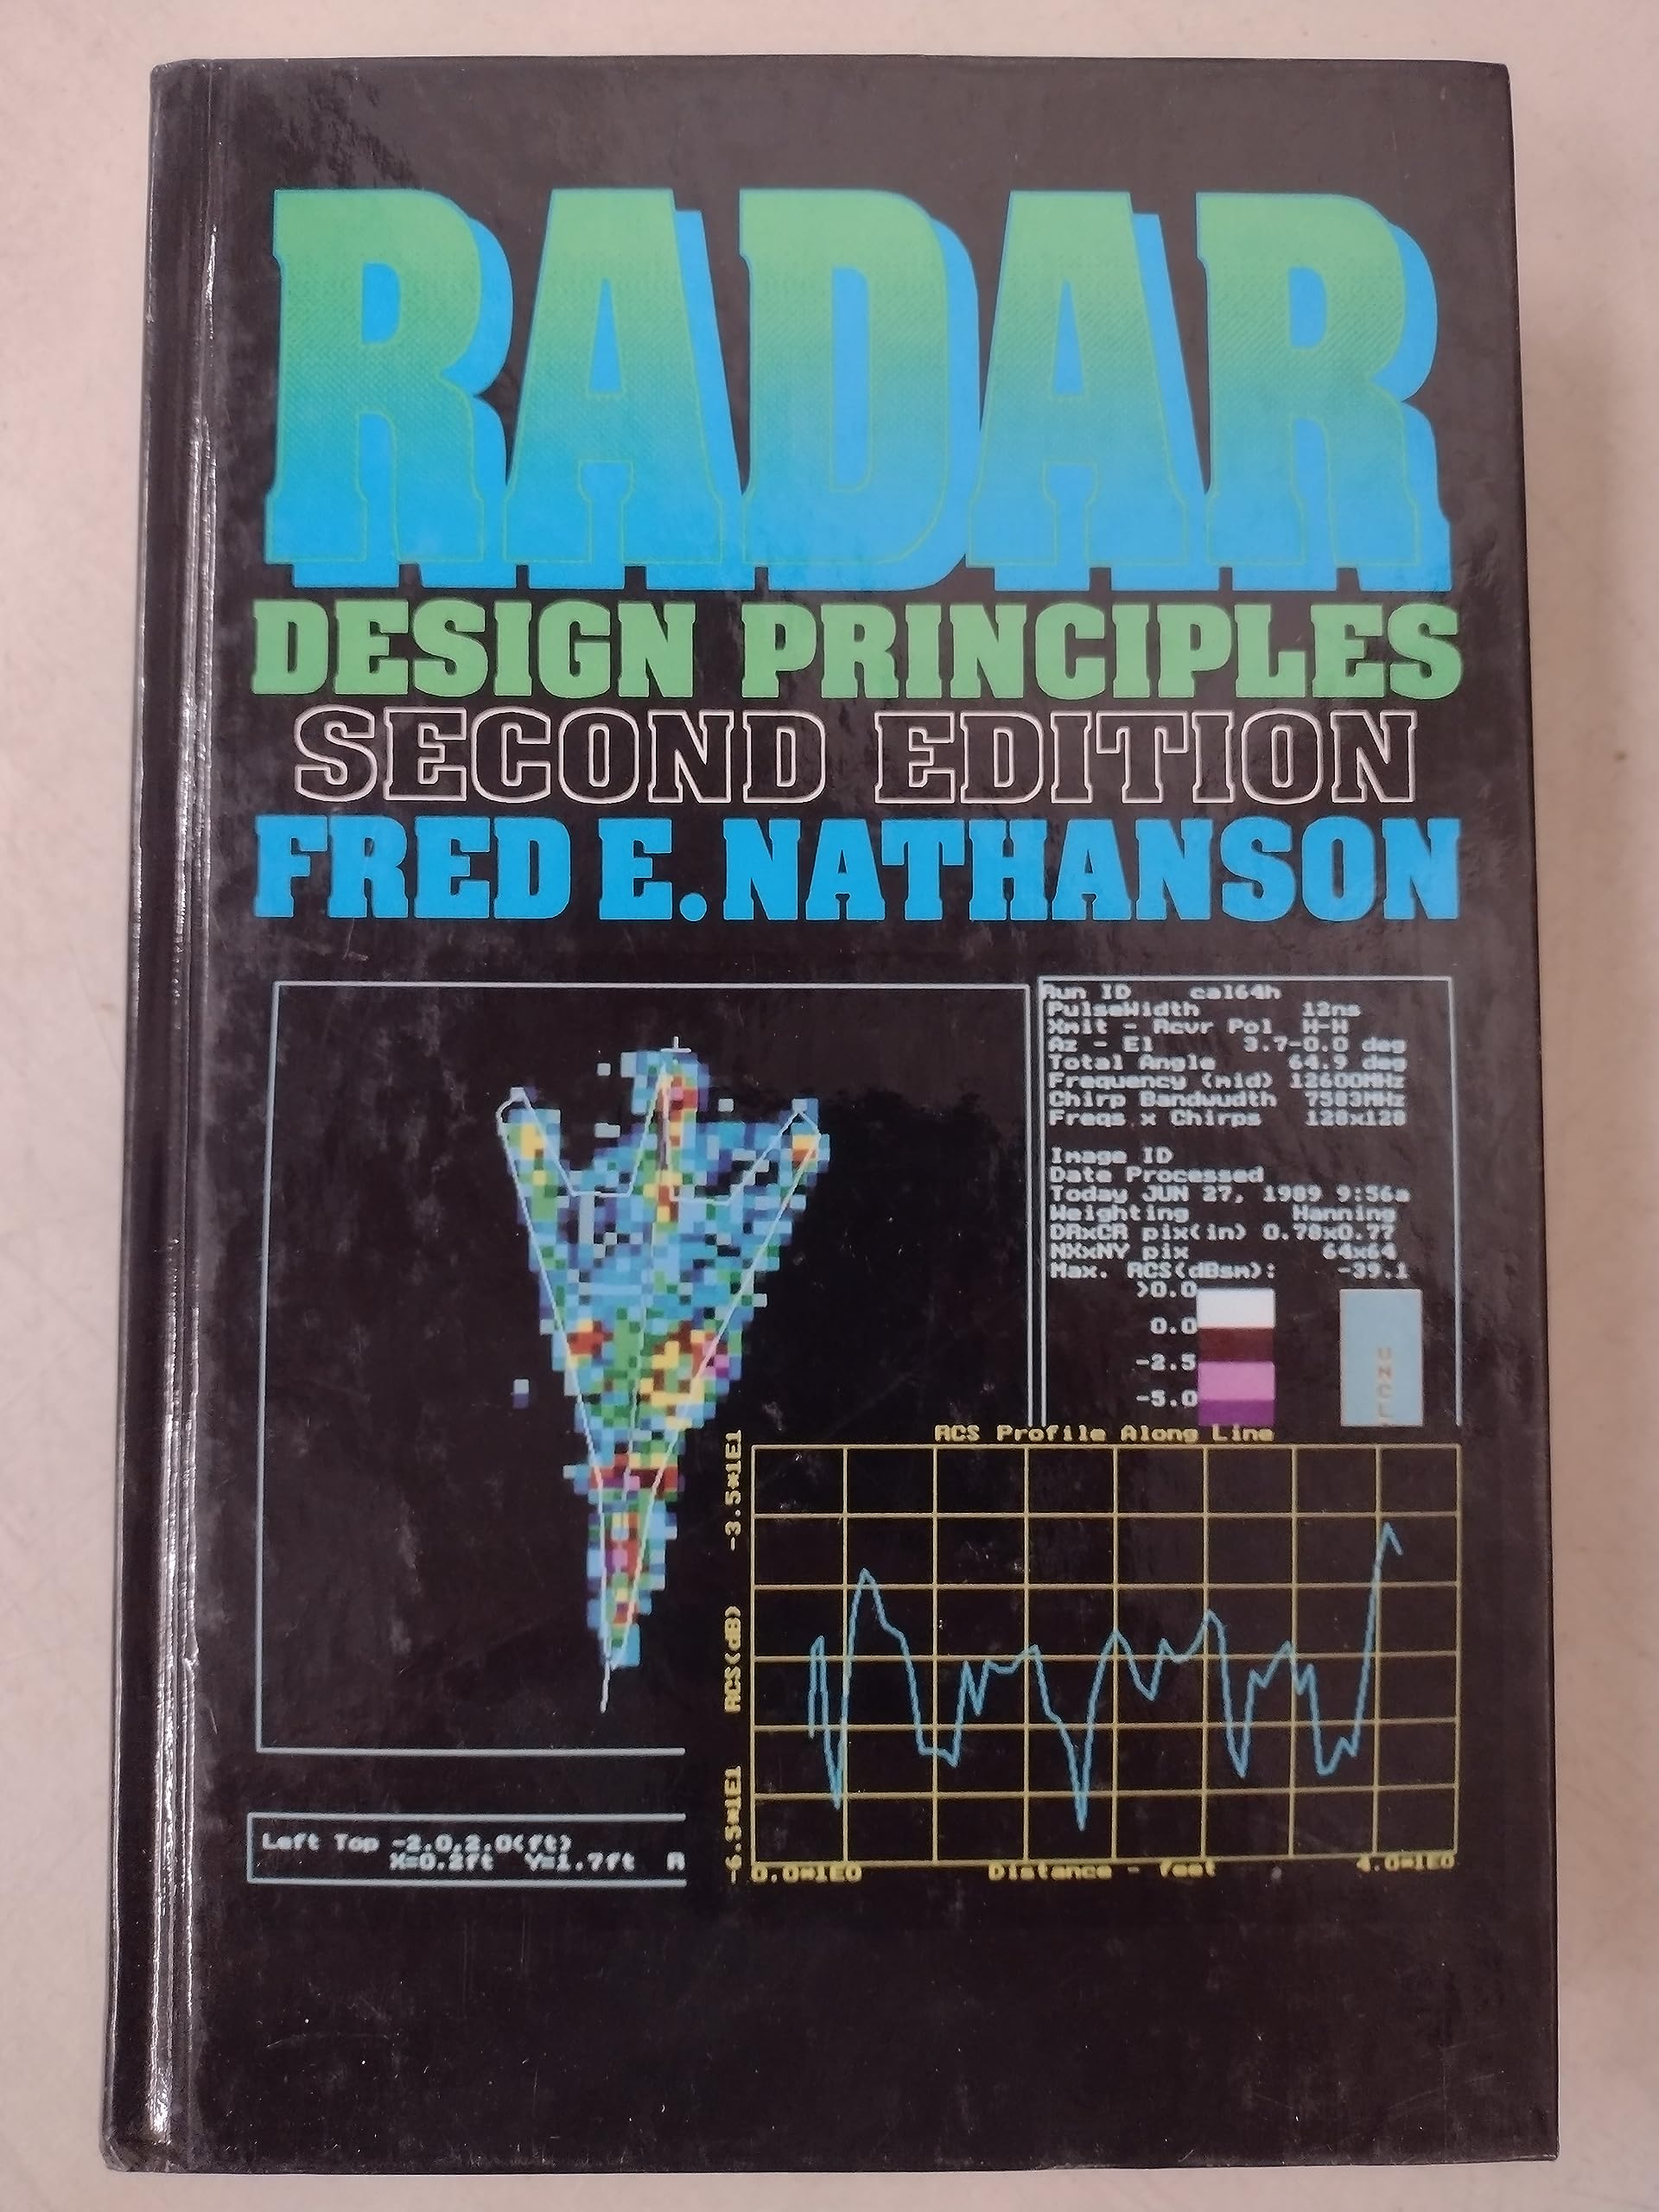 RADAR
DESIGN PRINCIPLES
SECOND EDITION
FRED E. NATHANSON
Run ID ca164h
PulseWidth 12ns
Xmit - Rcvr Pol H-H
Az - El 3.7-0.0 deg
Total Angle 64.9 deg
Frequency (mid) 12600MHz
Chirp Bandwudth 7583MHz
Freqs x Chirps 128x128
Image ID
Date Processed
Today JUN 27, 1989 9:56a
Weighting Hanning
DRxCR pix(in) 0.78x0.77
NXxNY pix 64x64
Max. RCS(dBsm): -39.1
>0.0
0.0
-2.5
-5.0
UNCL
RCS Profile Along Line
-3.5*1E1
RCS(dB)
-6.5*1E1
0.0*1E0 Distance - feet 4.0*1E0
Left Top -2.0,2.0(ft)
X=0.2ft Y=1.7ft R